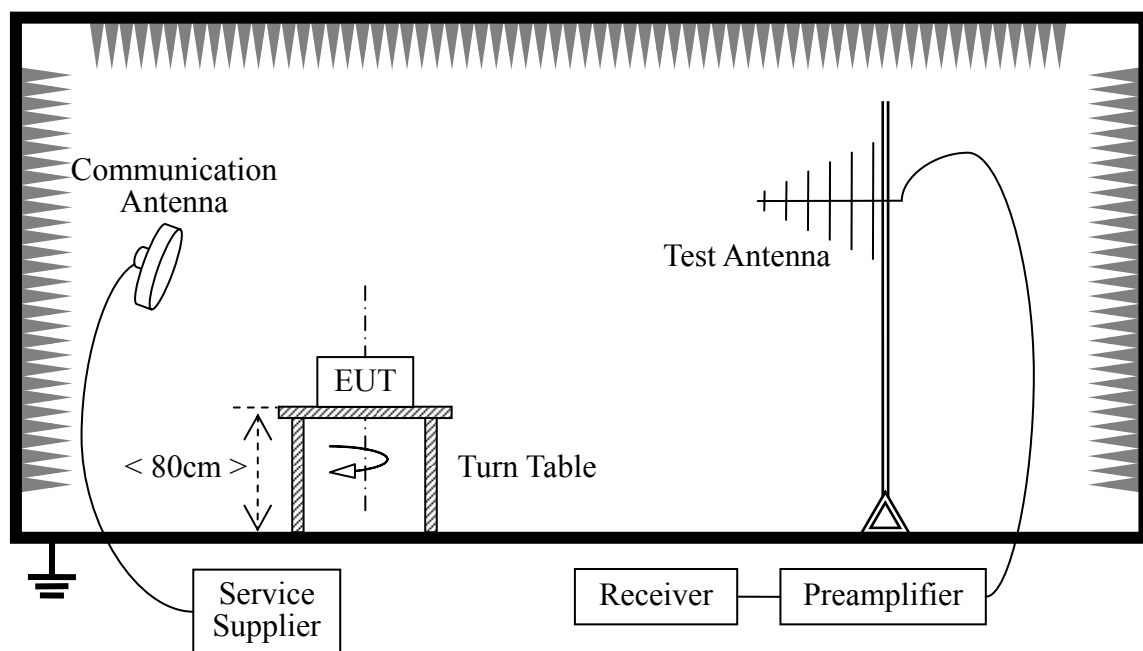 Communication
Antenna
Test Antenna
EUT
< 80cm >
Turn Table
Service
Supplier
Receiver
Preamplifier